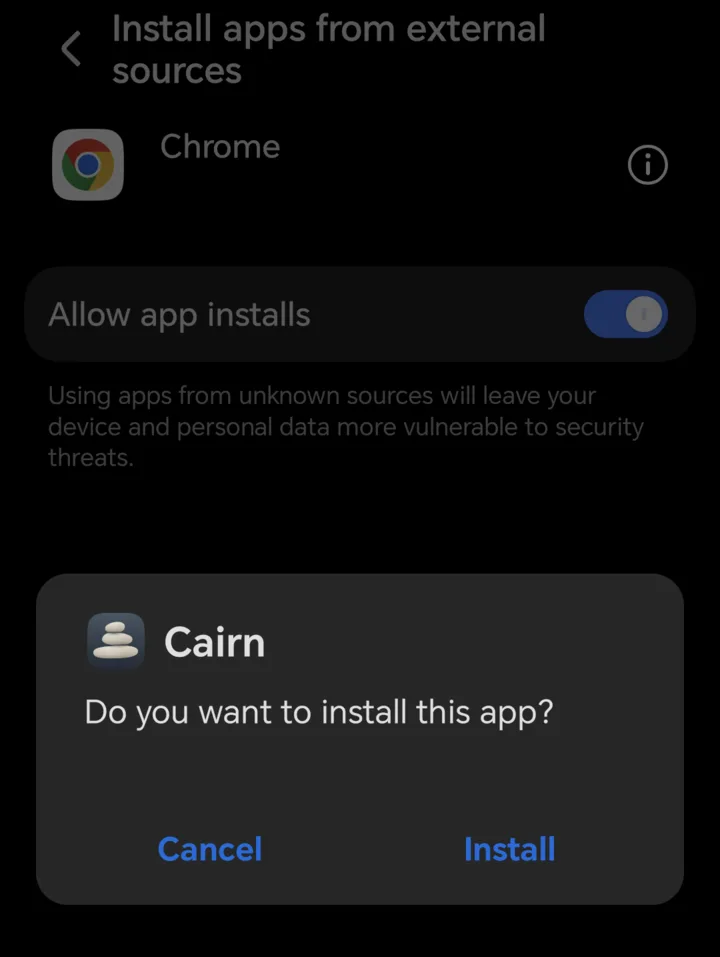 Install apps from external
sources
Chrome
Allow app installs
Using apps from unknown sources will leave your
device and personal data more vulnerable to security
threats.
Cairn
Do you want to install this app?
Cancel
Install